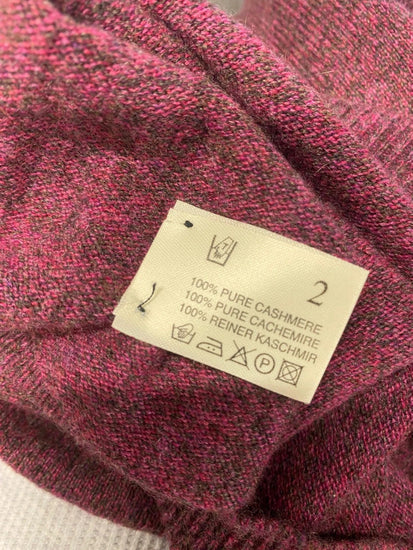 2
100% PURE CASHMERE
100% PURE CACHEMIRE
100% REINER KASCHMIR
P